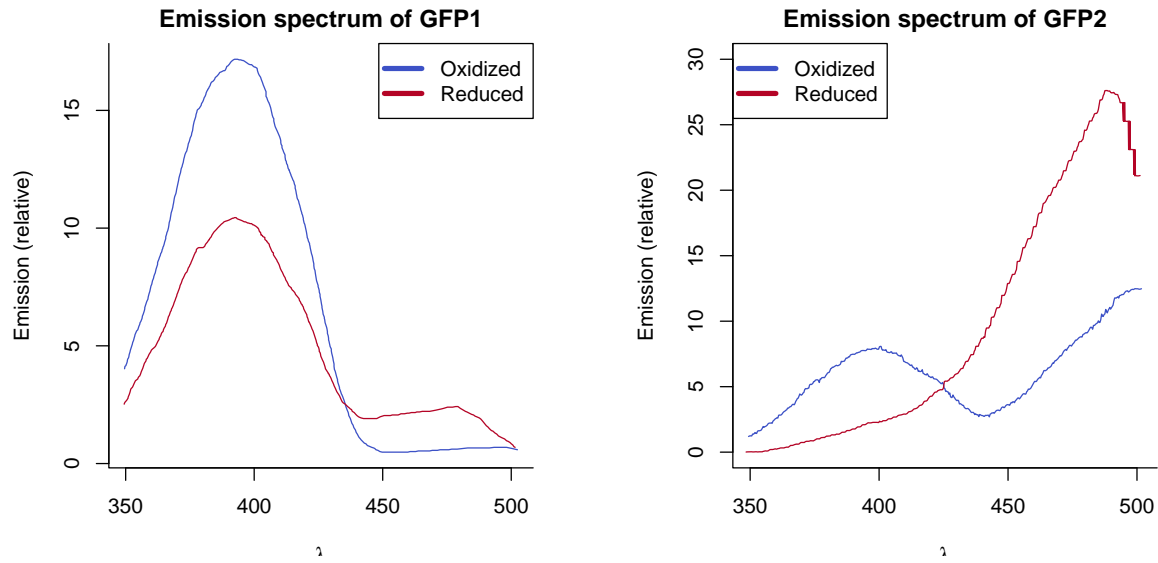 Emission spectrum of GFP1
Oxidized
Reduced
Emission (relative)
15
10
5
0
350
400
450
500
λ
Emission spectrum of GFP2
Oxidized
Reduced
Emission (relative)
30
25
20
15
10
5
0
350
400
450
500
λ